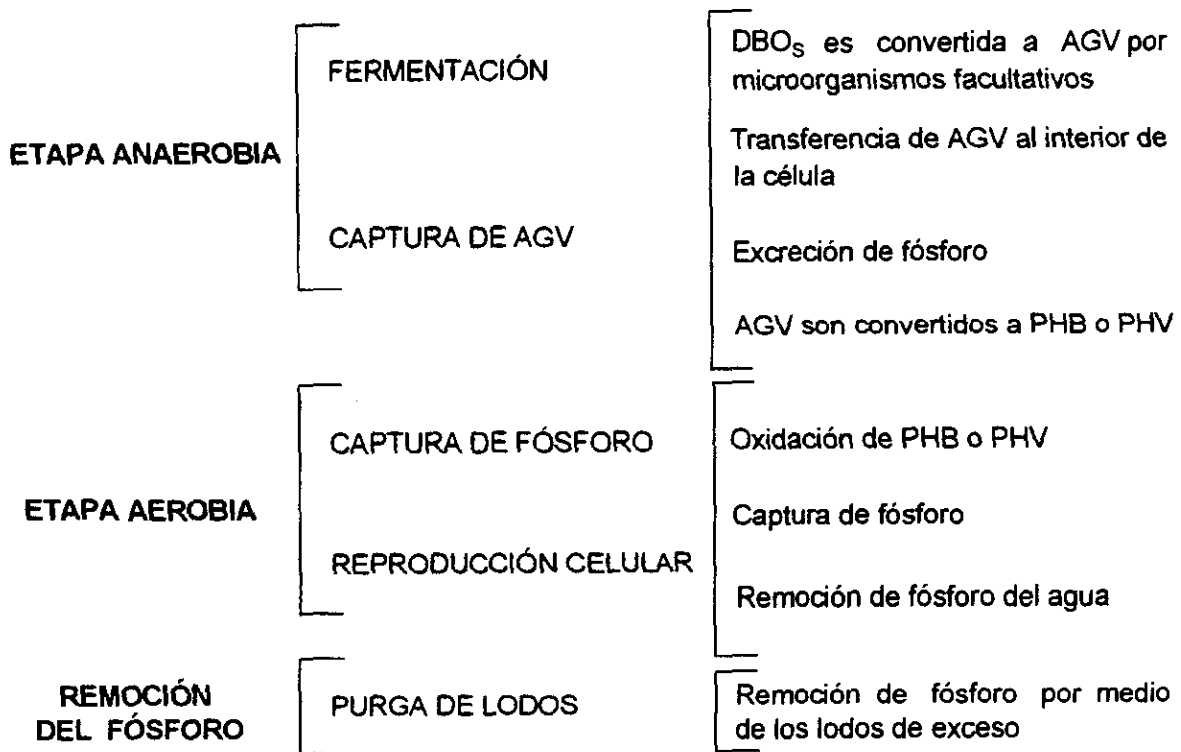 ETAPA ANAEROBIA
FERMENTACIÓN
DBOS es convertida a AGV por
microorganismos facultativos
Transferencia de AGV al interior de
la célula
CAPTURA DE AGV
Excreción de fósforo
AGV son convertidos a PHB o PHV
ETAPA AEROBIA
CAPTURA DE FÓSFORO
Oxidación de PHB o PHV
Captura de fósforo
REPRODUCCIÓN CELULAR
Remoción de fósforo del agua
REMOCIÓN
DEL FÓSFORO
PURGA DE LODOS
Remoción de fósforo por medio
de los lodos de exceso